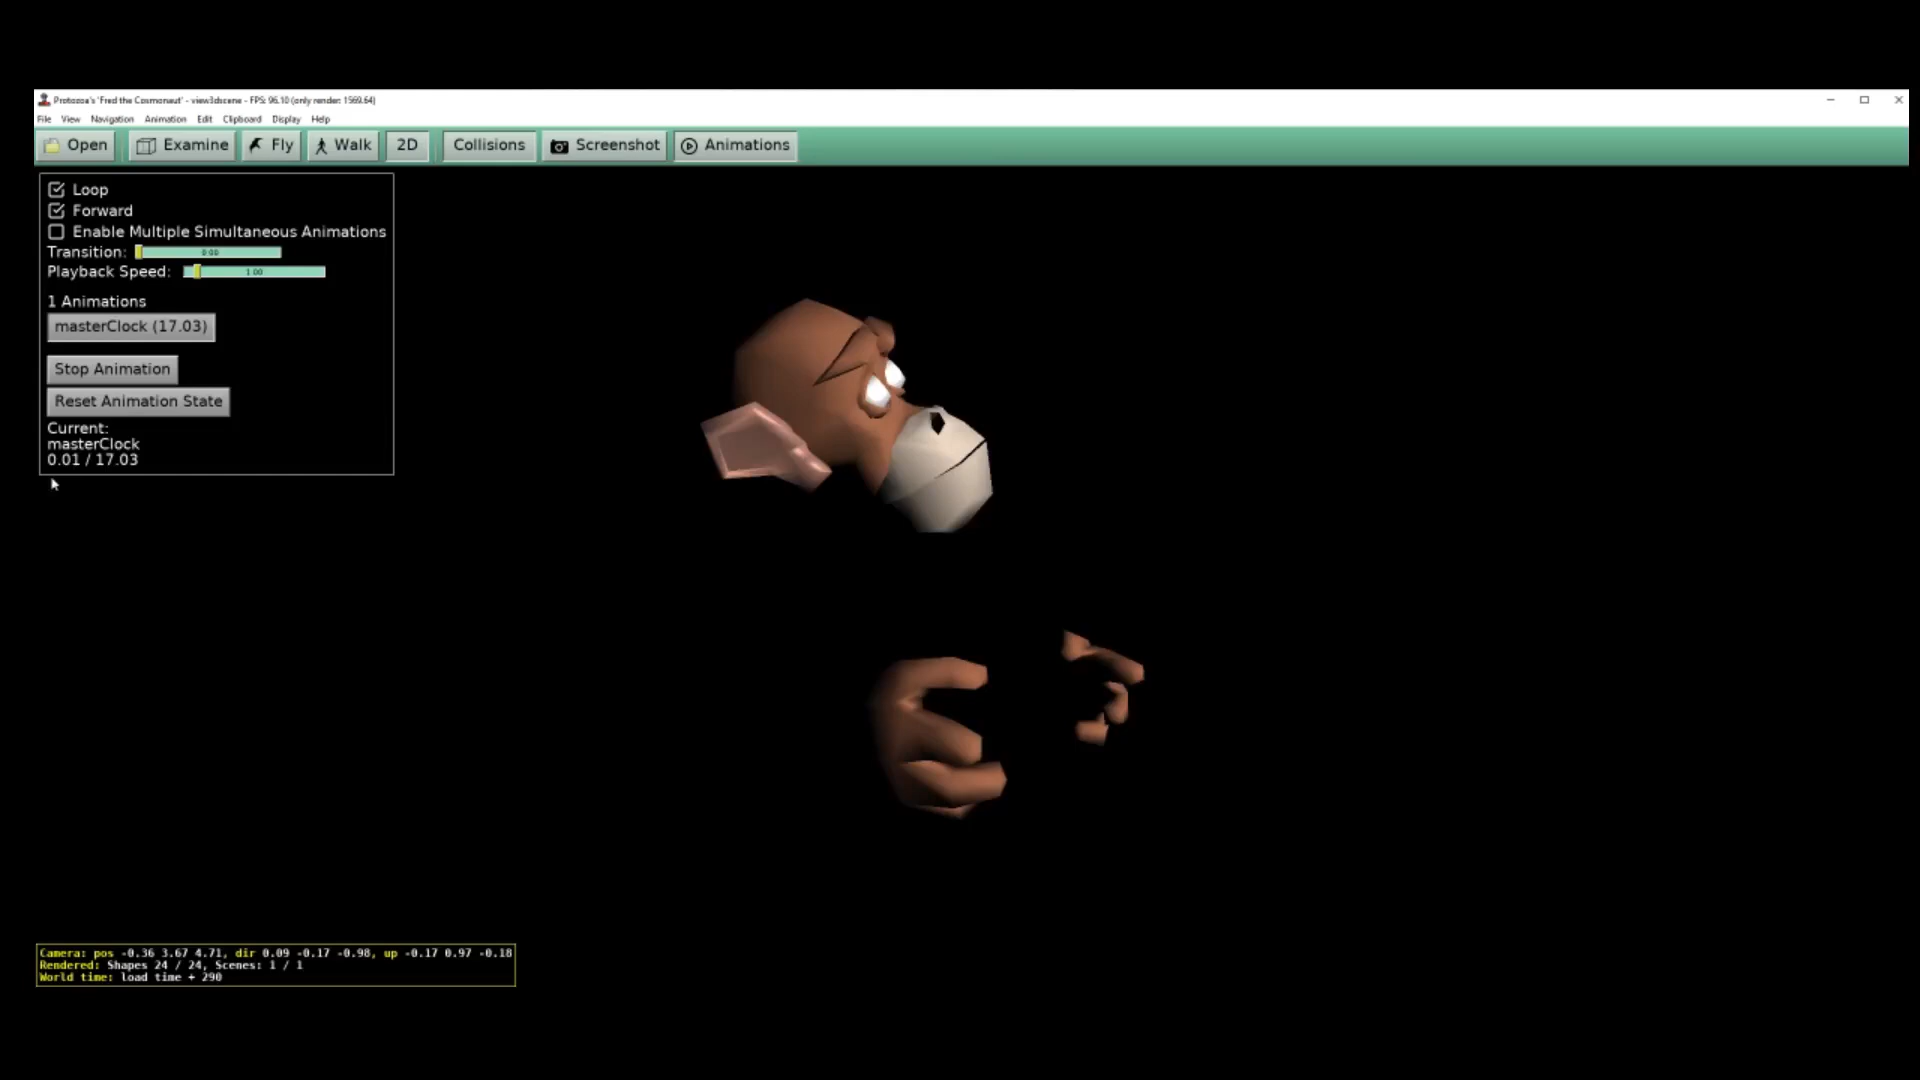 Protozoa's 'Fred the Cosmonaut' - view3dscene - FPS: 96.10 (only render: 1569.64)
File View Navigation Animation Edit Clipboard Display Help
Open Examine Fly Walk 2D Collisions Screenshot Animations
Loop
Forward
Enable Multiple Simultaneous Animations
Transition: 0.00
Playback Speed: 1.00
1 Animations
masterClock (17.03)
Stop Animation
Reset Animation State
Current:
masterClock
0.01 / 17.03
Camera: pos -0.36 3.67 4.71, dir 0.09 -0.17 -0.98, up -0.17 0.97 -0.18
Rendered: Shapes 24 / 24, Scenes: 1 / 1
World time: load time + 290